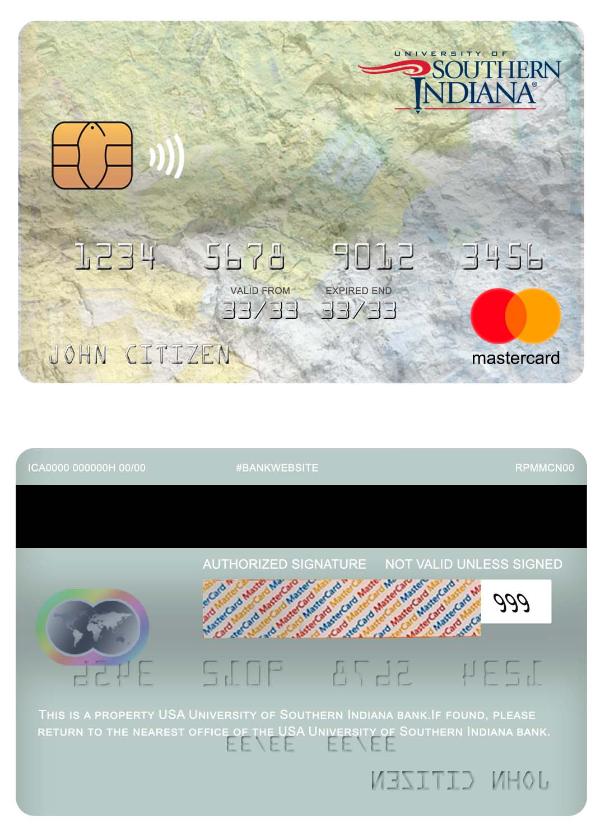 UNIVERSITY OF
SOUTHERN
INDIANA®
1234 5678 9012 3456
VALID FROM EXPIRED END
33/33 33/33
JOHN CITIZEN
mastercard
ICA0000 000000H 00/00 #BANKWEBSITE RPMMCN00
AUTHORIZED SIGNATURE NOT VALID UNLESS SIGNED
MasterCard MasterCard MasterCard MasterCard
999
3456 9012 5678 1234
THIS IS A PROPERTY USA UNIVERSITY OF SOUTHERN INDIANA BANK.IF FOUND, PLEASE
RETURN TO THE NEAREST OFFICE OF THE USA UNIVERSITY OF SOUTHERN INDIANA BANK.
33/33 33/33
JOHN CITIZEN